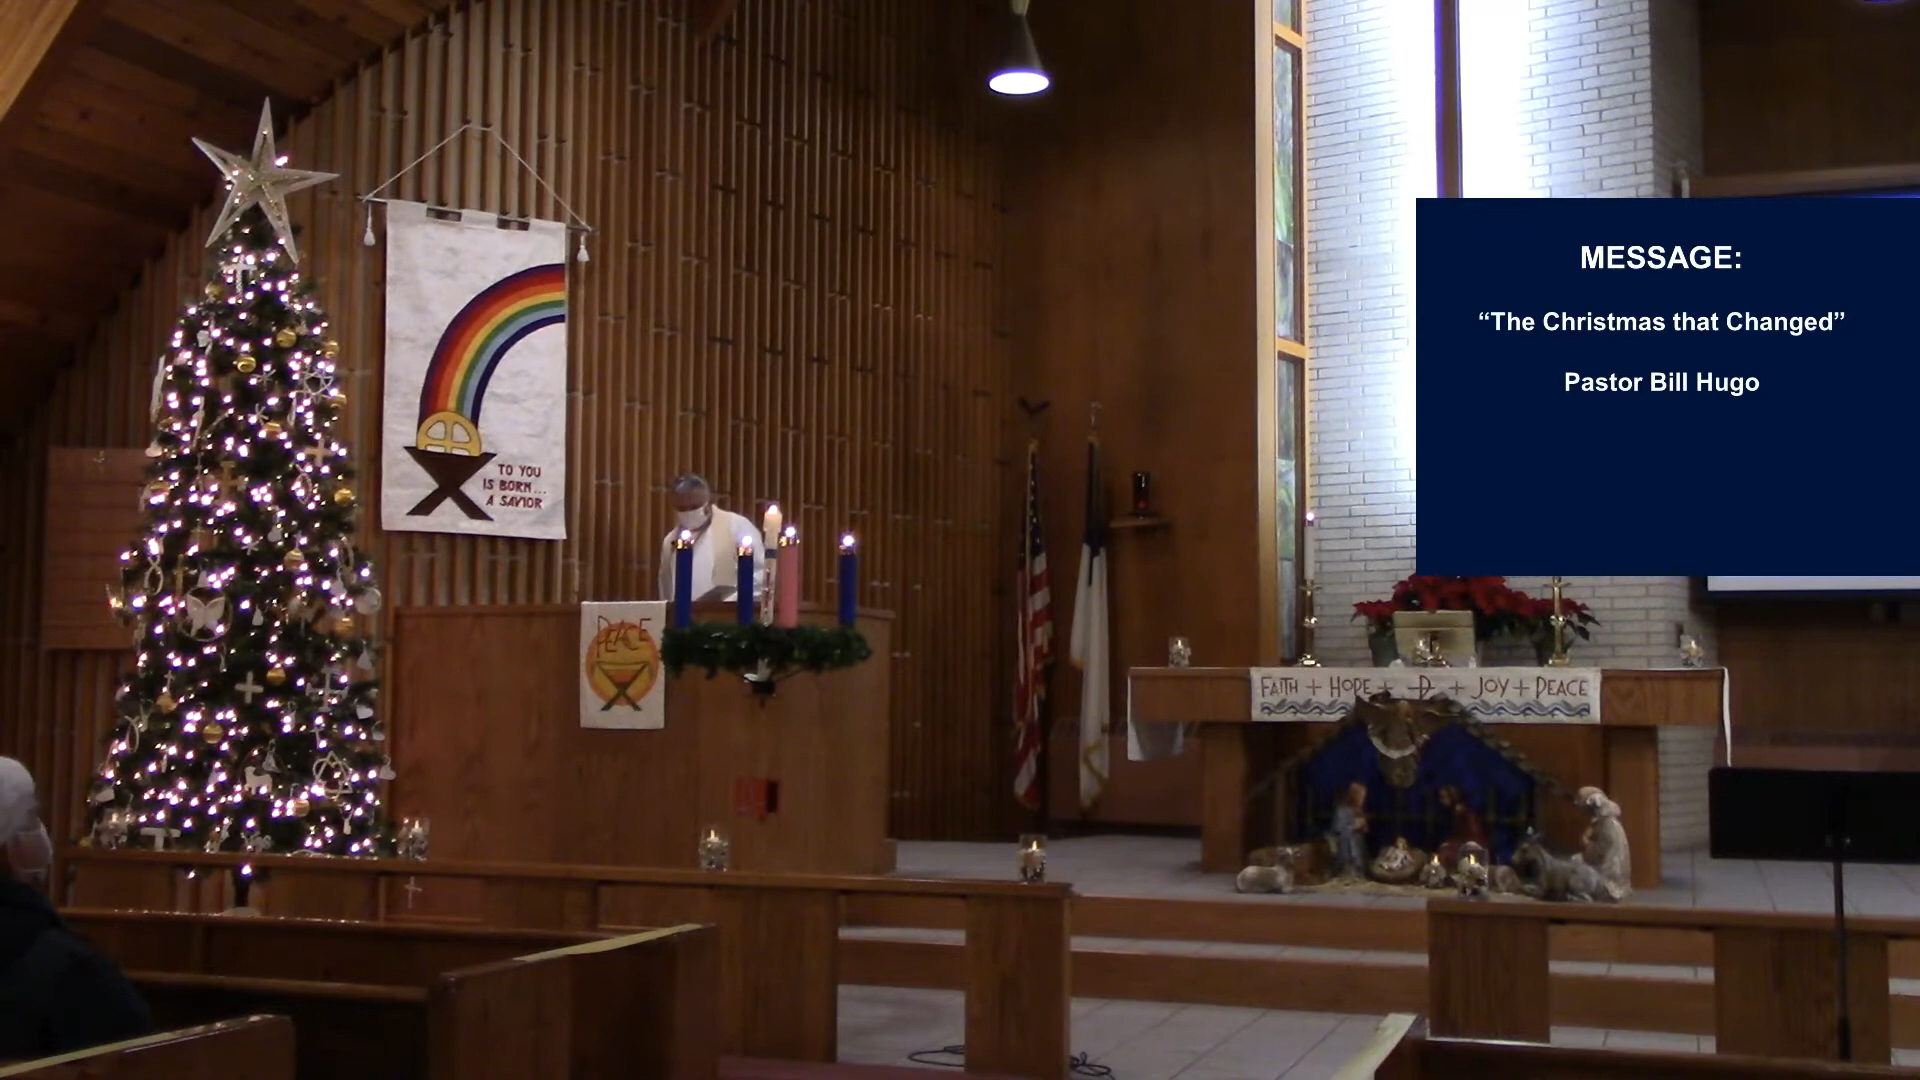 TO YOU
IS BORN...
A SAVIOR
PEACE
MESSAGE:
“The Christmas that Changed”
Pastor Bill Hugo
FAITH + HOPE + + JOY + PEACE